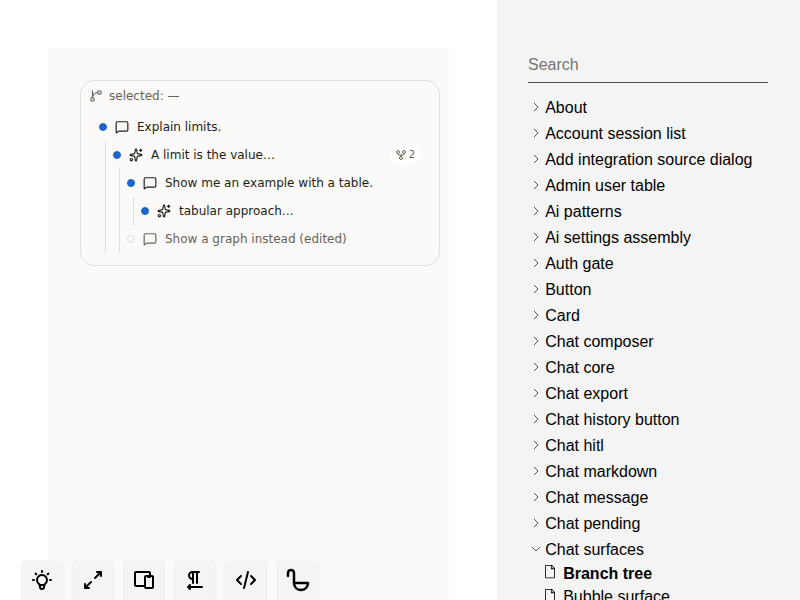 selected: —
Explain limits.
A limit is the value…
2
Show me an example with a table.
tabular approach…
Show a graph instead (edited)
Search
About
Account session list
Add integration source dialog
Admin user table
Ai patterns
Ai settings assembly
Auth gate
Button
Card
Chat composer
Chat core
Chat export
Chat history button
Chat hitl
Chat markdown
Chat message
Chat pending
Chat surfaces
Branch tree
Bubble surface